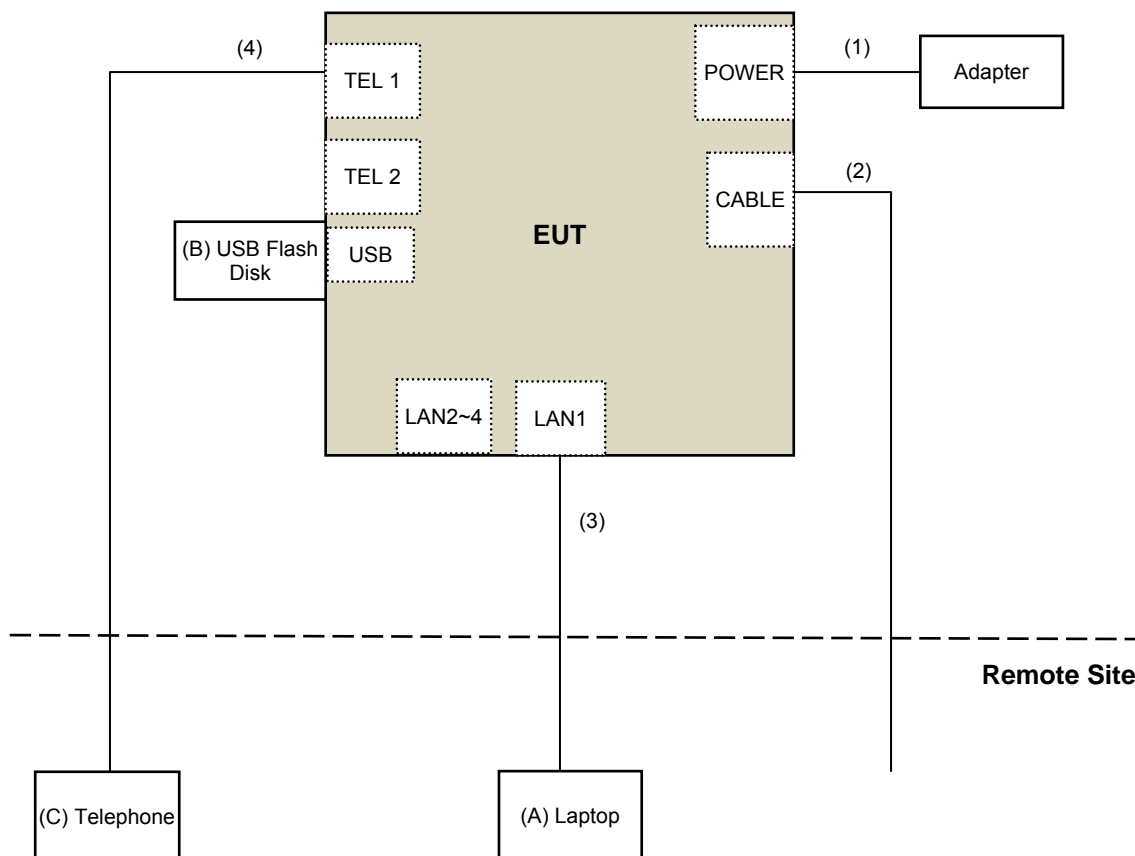 (4)
TEL 1
POWER
(1)
Adapter
TEL 2
CABLE
(2)
(B) USB Flash
Disk
USB
EUT
LAN2~4
LAN1
(3)
Remote Site
(C) Telephone
(A) Laptop